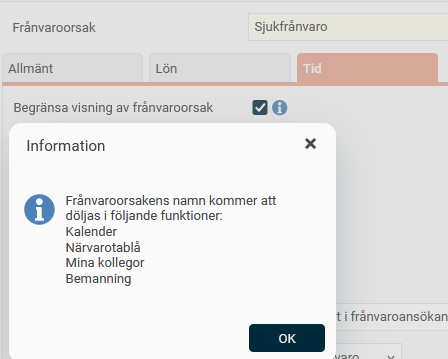 Frånvaroorsak
Sjukfrånvaro
Allmänt
Lön
Tid
Begränsa visning av frånvaroorsak
Information
Frånvaroorsakens namn kommer att
döljas i följande funktioner:
Kalender
Närvarotablå
Mina kollegor
Bemanning
OK
t i frånvaroansökan
varo